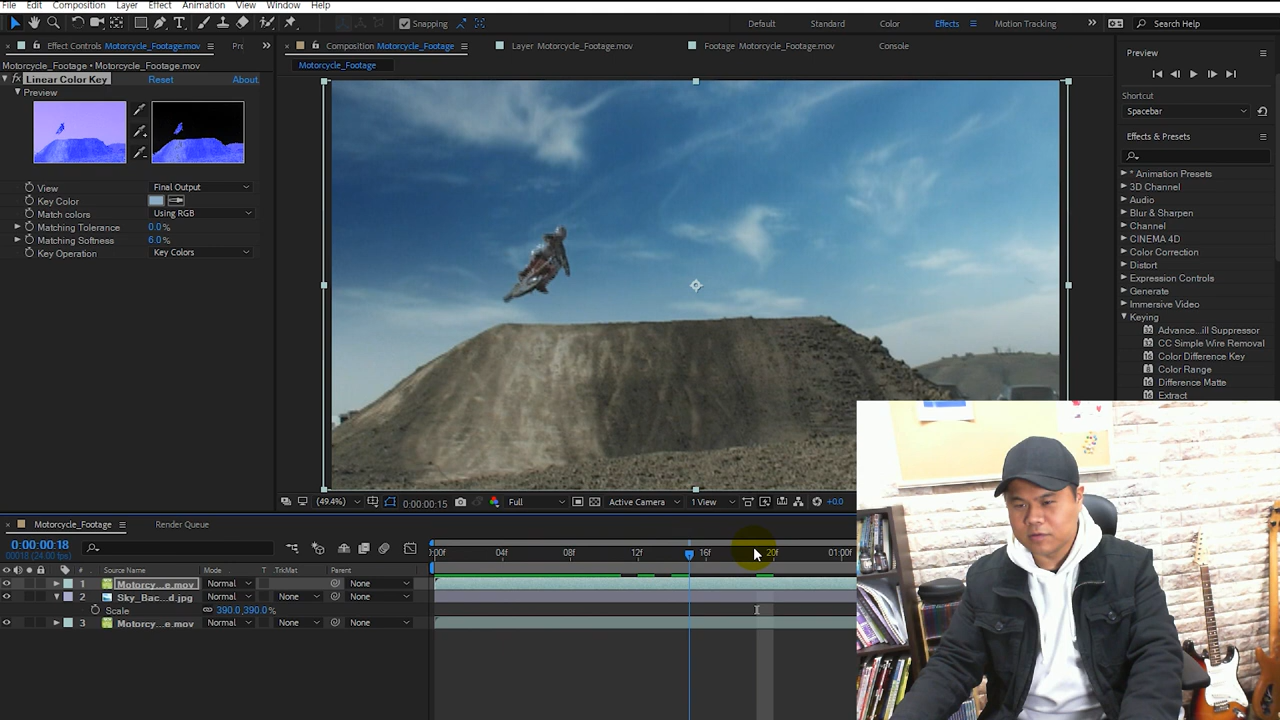 File Edit Composition Layer Effect Animation View Window Help
Snapping
Default Standard Color Effects Motion Tracking Search Help
Effect Controls Motorcycle_Footage.mov
Composition Motorcycle_Footage
Layer Motorcycle_Footage.mov
Footage Motorcycle_Footage.mov
Console
Motorcycle_Footage • Motorcycle_Footage.mov
Motorcycle_Footage
fx Linear Color Key Reset About.
Preview
View Final Output
Key Color
Match colors Using RGB
Matching Tolerance 0.0%
Matching Softness 6.0%
Key Operation Key Colors
Preview
Shortcut
Spacebar
Effects & Presets
* Animation Presets
3D Channel
Audio
Blur & Sharpen
Channel
CINEMA 4D
Color Correction
Distort
Expression Controls
Generate
Immersive Video
Keying
Advance...ill Suppressor
CC Simple Wire Removal
Color Difference Key
Color Range
Difference Matte
Extract
(49.4%) 0:00:00:15 Full Active Camera 1 View +0.0
Motorcycle_Footage Render Queue
0:00:00:18
00018 (24.00 fps)
:00f 04f 08f 12f 16f 20f 01:00f
# Source Name Mode T .TrkMat Parent
1 Motorcy...e.mov Normal None
2 Sky_Bac...d.jpg Normal None None
Scale 390.0,390.0%
3 Motorcy...e.mov Normal None None